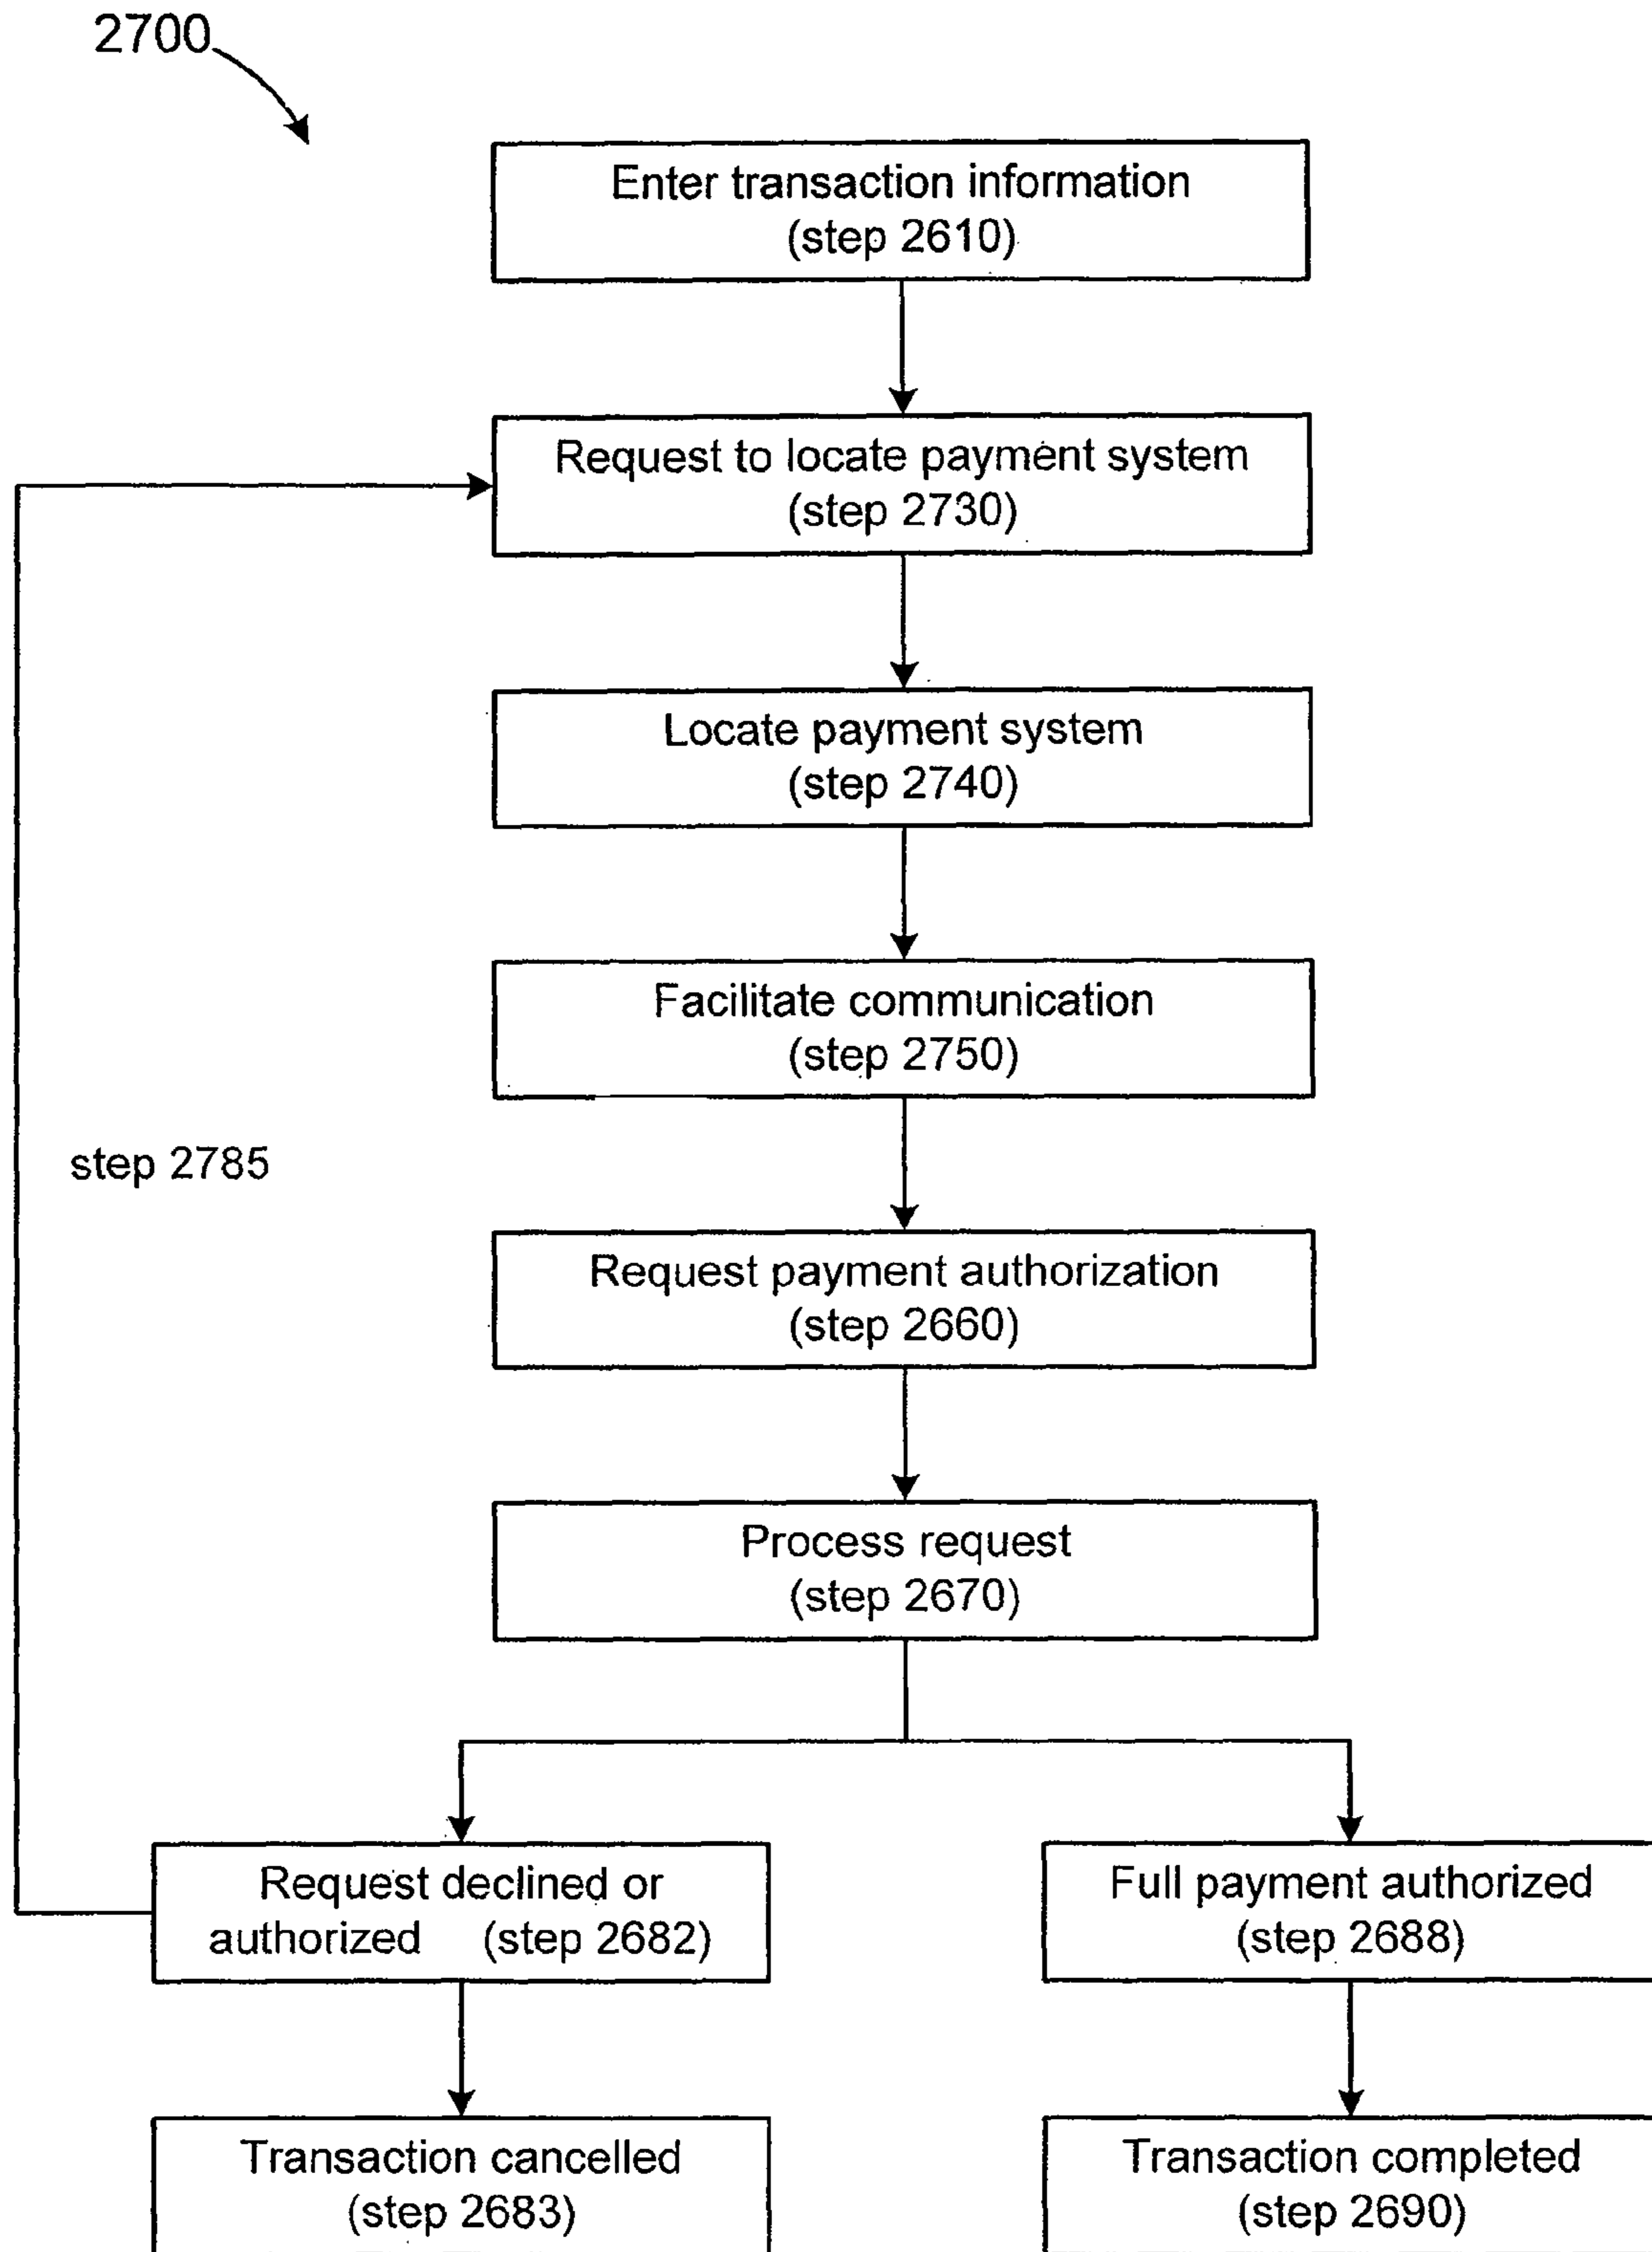 2700
Enter transaction information
(step 2610)
Request to locate payment system
(step 2730)
Locate payment system
(step 2740)
Facilitate communication
(step 2750)
step 2785
Request payment authorization
(step 2660)
Process request
(step 2670)
Request declined or
authorized (step 2682)
Full payment authorized
(step 2688)
Transaction cancelled
(step 2683)
Transaction completed
(step 2690)